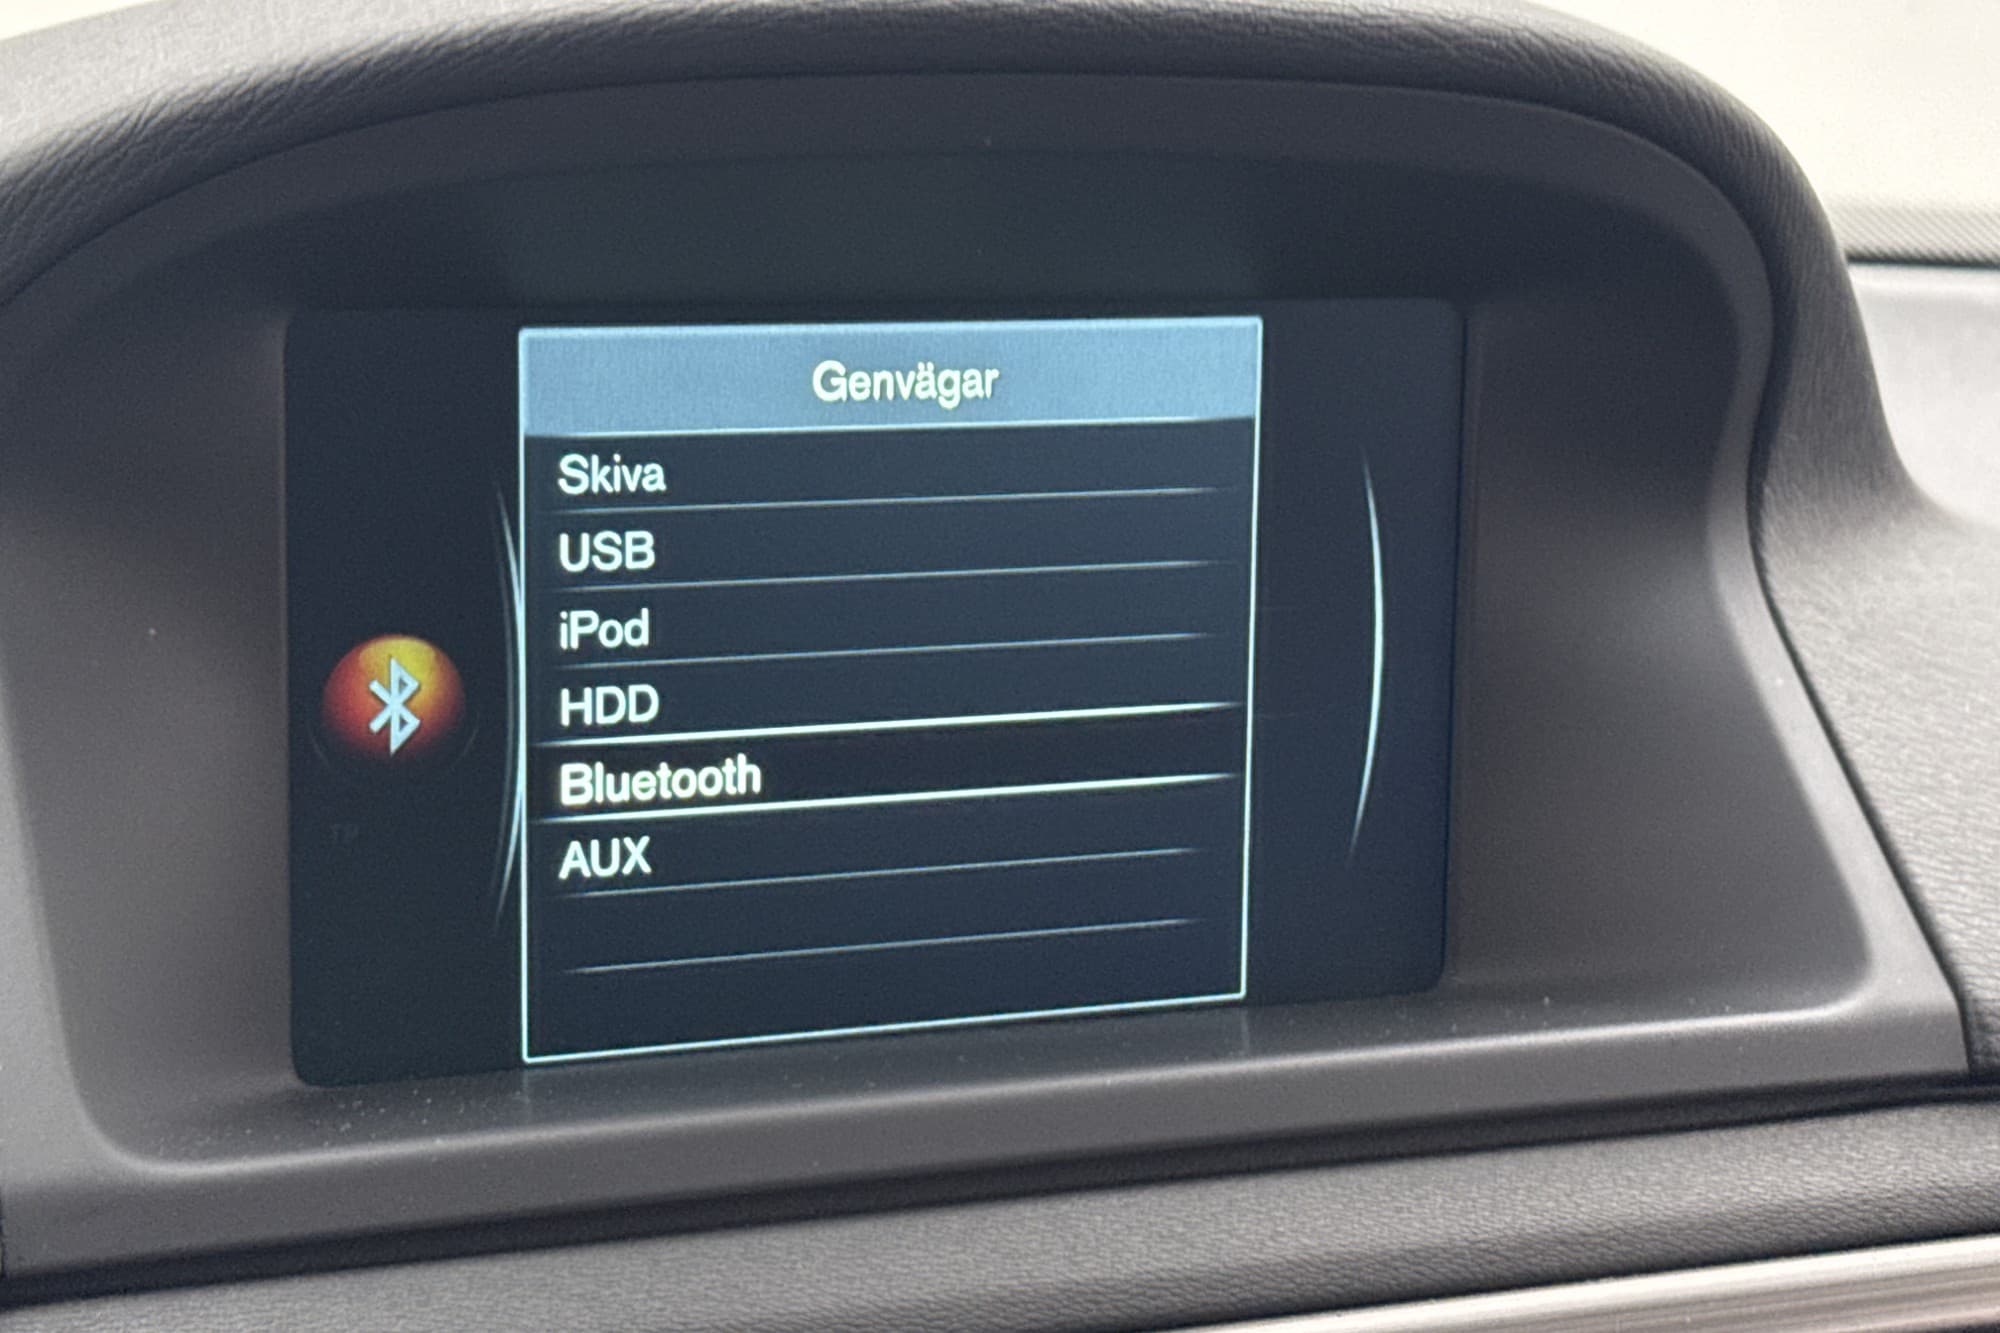 Genvägar
Skiva
USB
iPod
HDD
Bluetooth
AUX